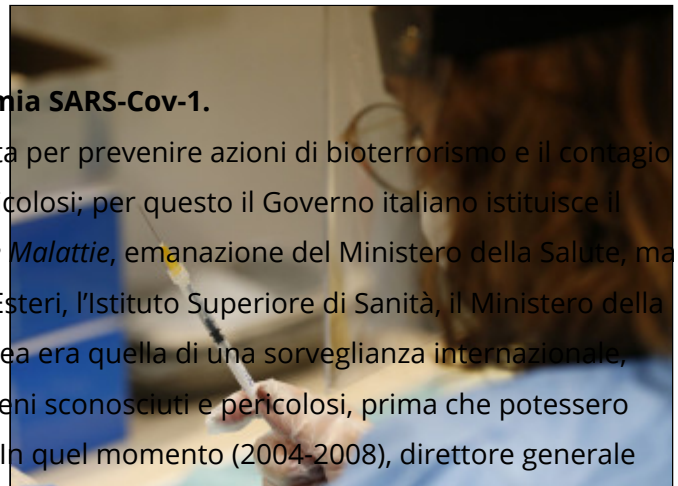 mia SARS-Cov-1.
ta per prevenire azioni di bioterrorismo e il contagio
icolosi; per questo il Governo italiano istituisce il
Malattie, emanazione del Ministero della Salute, ma
Esteri, l’Istituto Superiore di Sanità, il Ministero della
ea era quella di una sorveglianza internazionale,
eni sconosciuti e pericolosi, prima che potessero
In quel momento (2004-2008), direttore generale